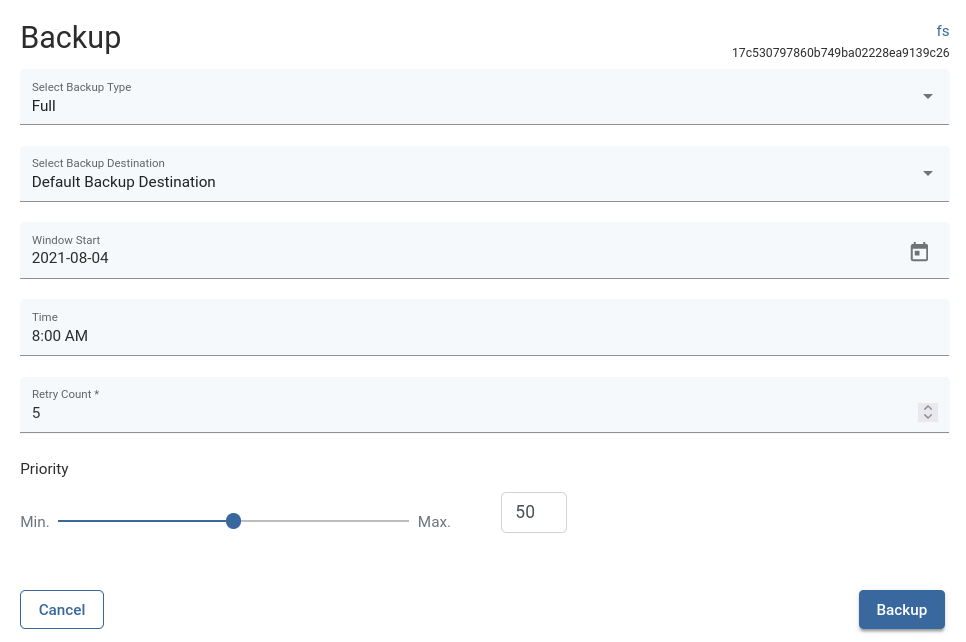 Backup
fs
17c530797860b749ba02228ea9139c26
Select Backup Type
Full
Select Backup Destination
Default Backup Destination
Window Start
2021-08-04
Time
8:00 AM
Retry Count *
5
Priority
Min.
Max.
50
Cancel
Backup